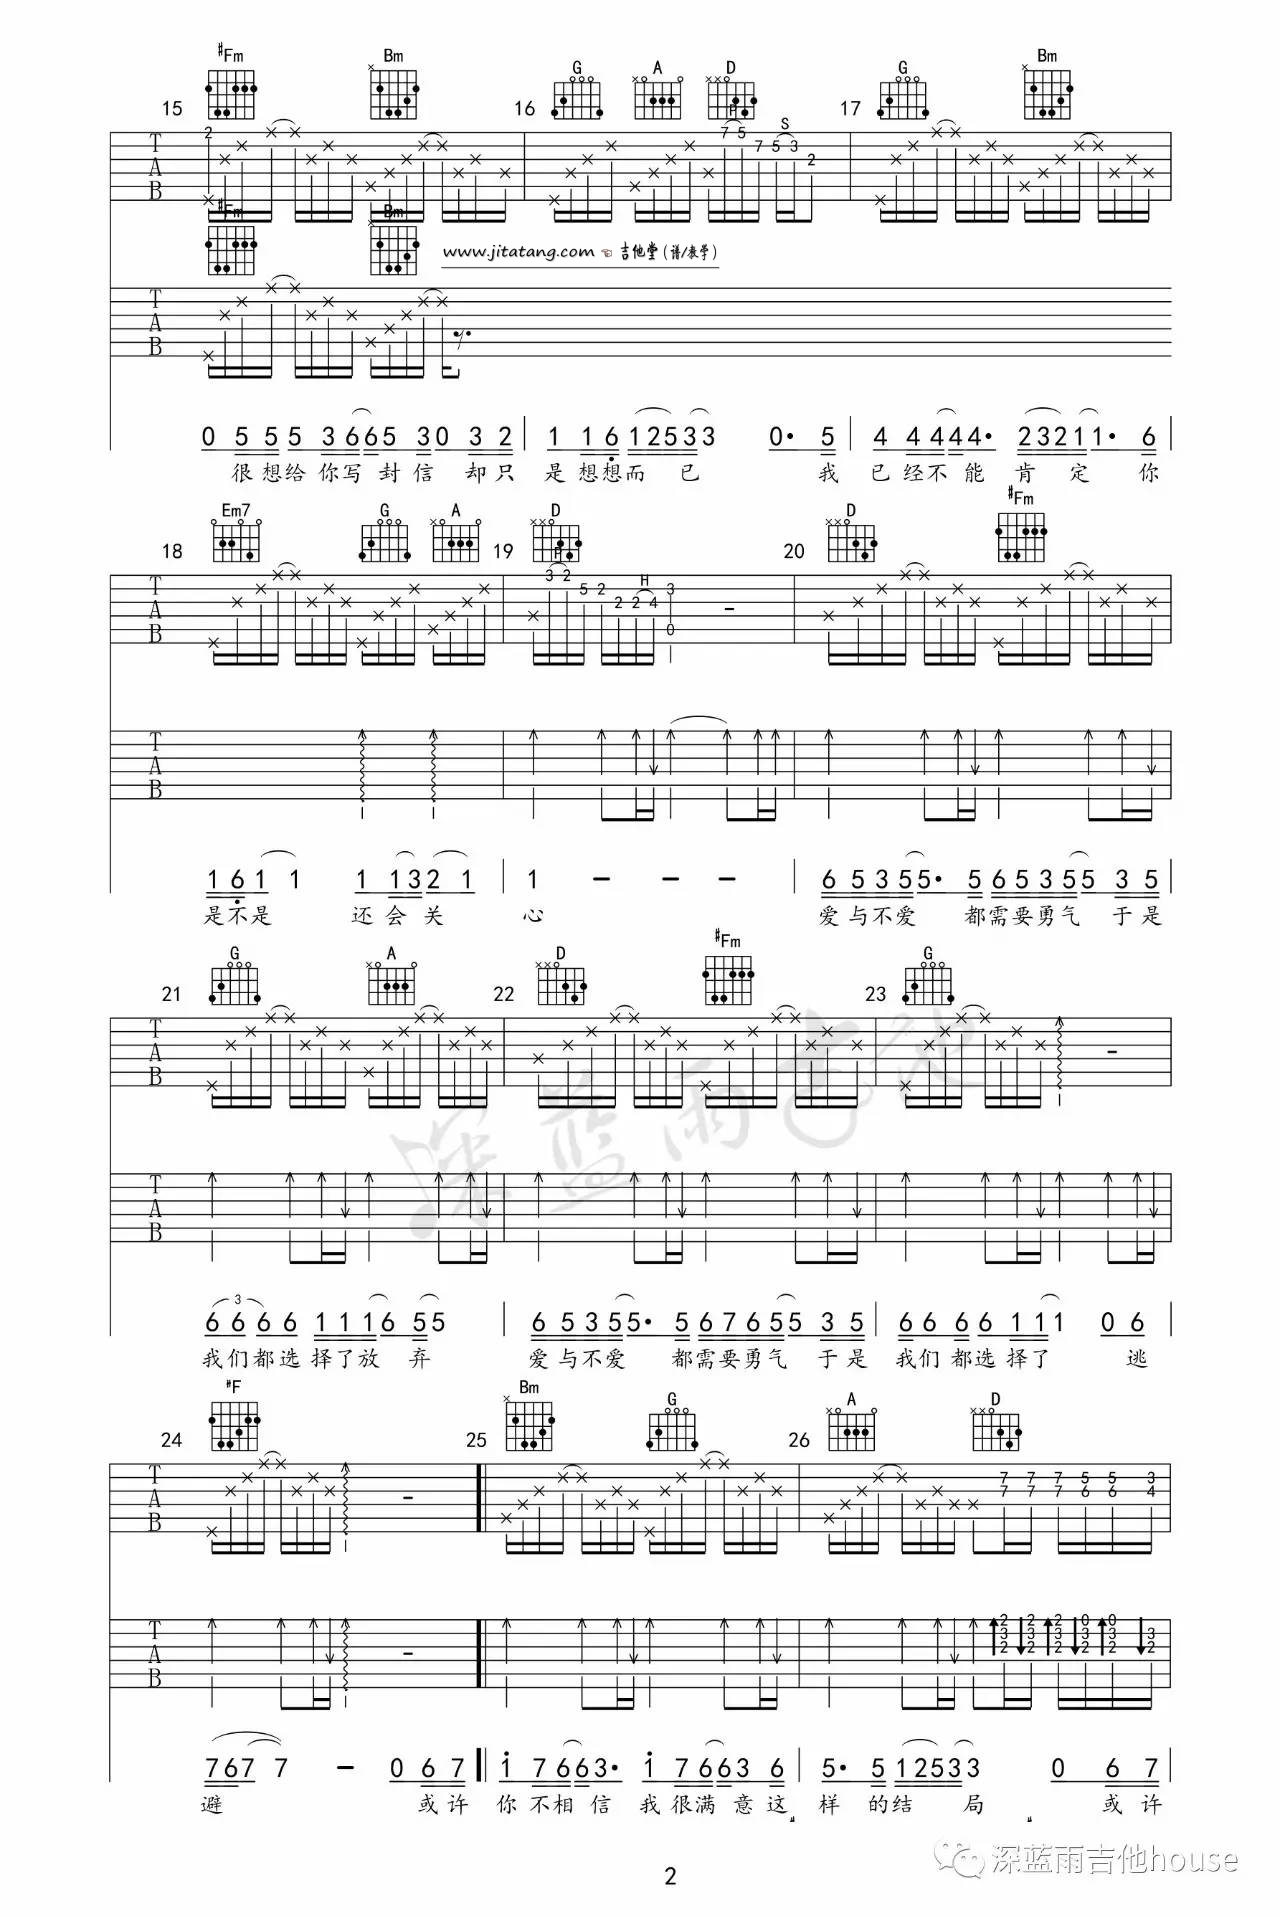 #Fm Bm G A D G Bm
15 16 17
2 P 7 5 7 5 3 2 S
T A B
#Fm Bm www.jitatang.com ☜ 吉他堂(谱/教学)
T A B
0 5 5 5 3 6 6 5 3 0 3 2 | 1 1 6 1 2 5 3 3 0· 5 | 4 4 4 4 4· 2 3 2 1 1· 6
很想给你写封信 却只 是想想而已 我 已经不能 肯定 你
Em7 G A D D #Fm
18 19 20
T A B P 3 2 5 2 2 2 4 H 3 0 –
T A B
1 6 1 1 1 1 3 2 1 | 1 – – – | 6 5 3 5 5· 5 6 5 3 5 5 3 5
是不是 还会关 心 爱与不爱 都需要勇气 于是
G A D #Fm G
21 22 23
T A B –
T A B
3
6 6 6 6 1 1 1 6 5 5 | 6 5 3 5 5· 5 6 7 6 5 5 3 5 | 6 6 6 6 1 1 1 0 6
我们都选择了放弃 爱与不爱 都需要勇气 于是 我们都选择了 逃
#F Bm G A D
24 25 26
T A B – 7 7 7 7 7 7 5 6 5 6 3 4
T A B – 2 3 2 2 3 2 2 3 2 0 3 2 0 3 2 3 2
7 6 7 7 – 0 6 7 | 1 7 6 6 3· 1 7 6 6 3 6 | 5· 5 1 2 5 3 3 0 6 7
避 或许 你不相信 我很满意这 样的结局 或许
深蓝雨吉他
深蓝雨吉他house
2